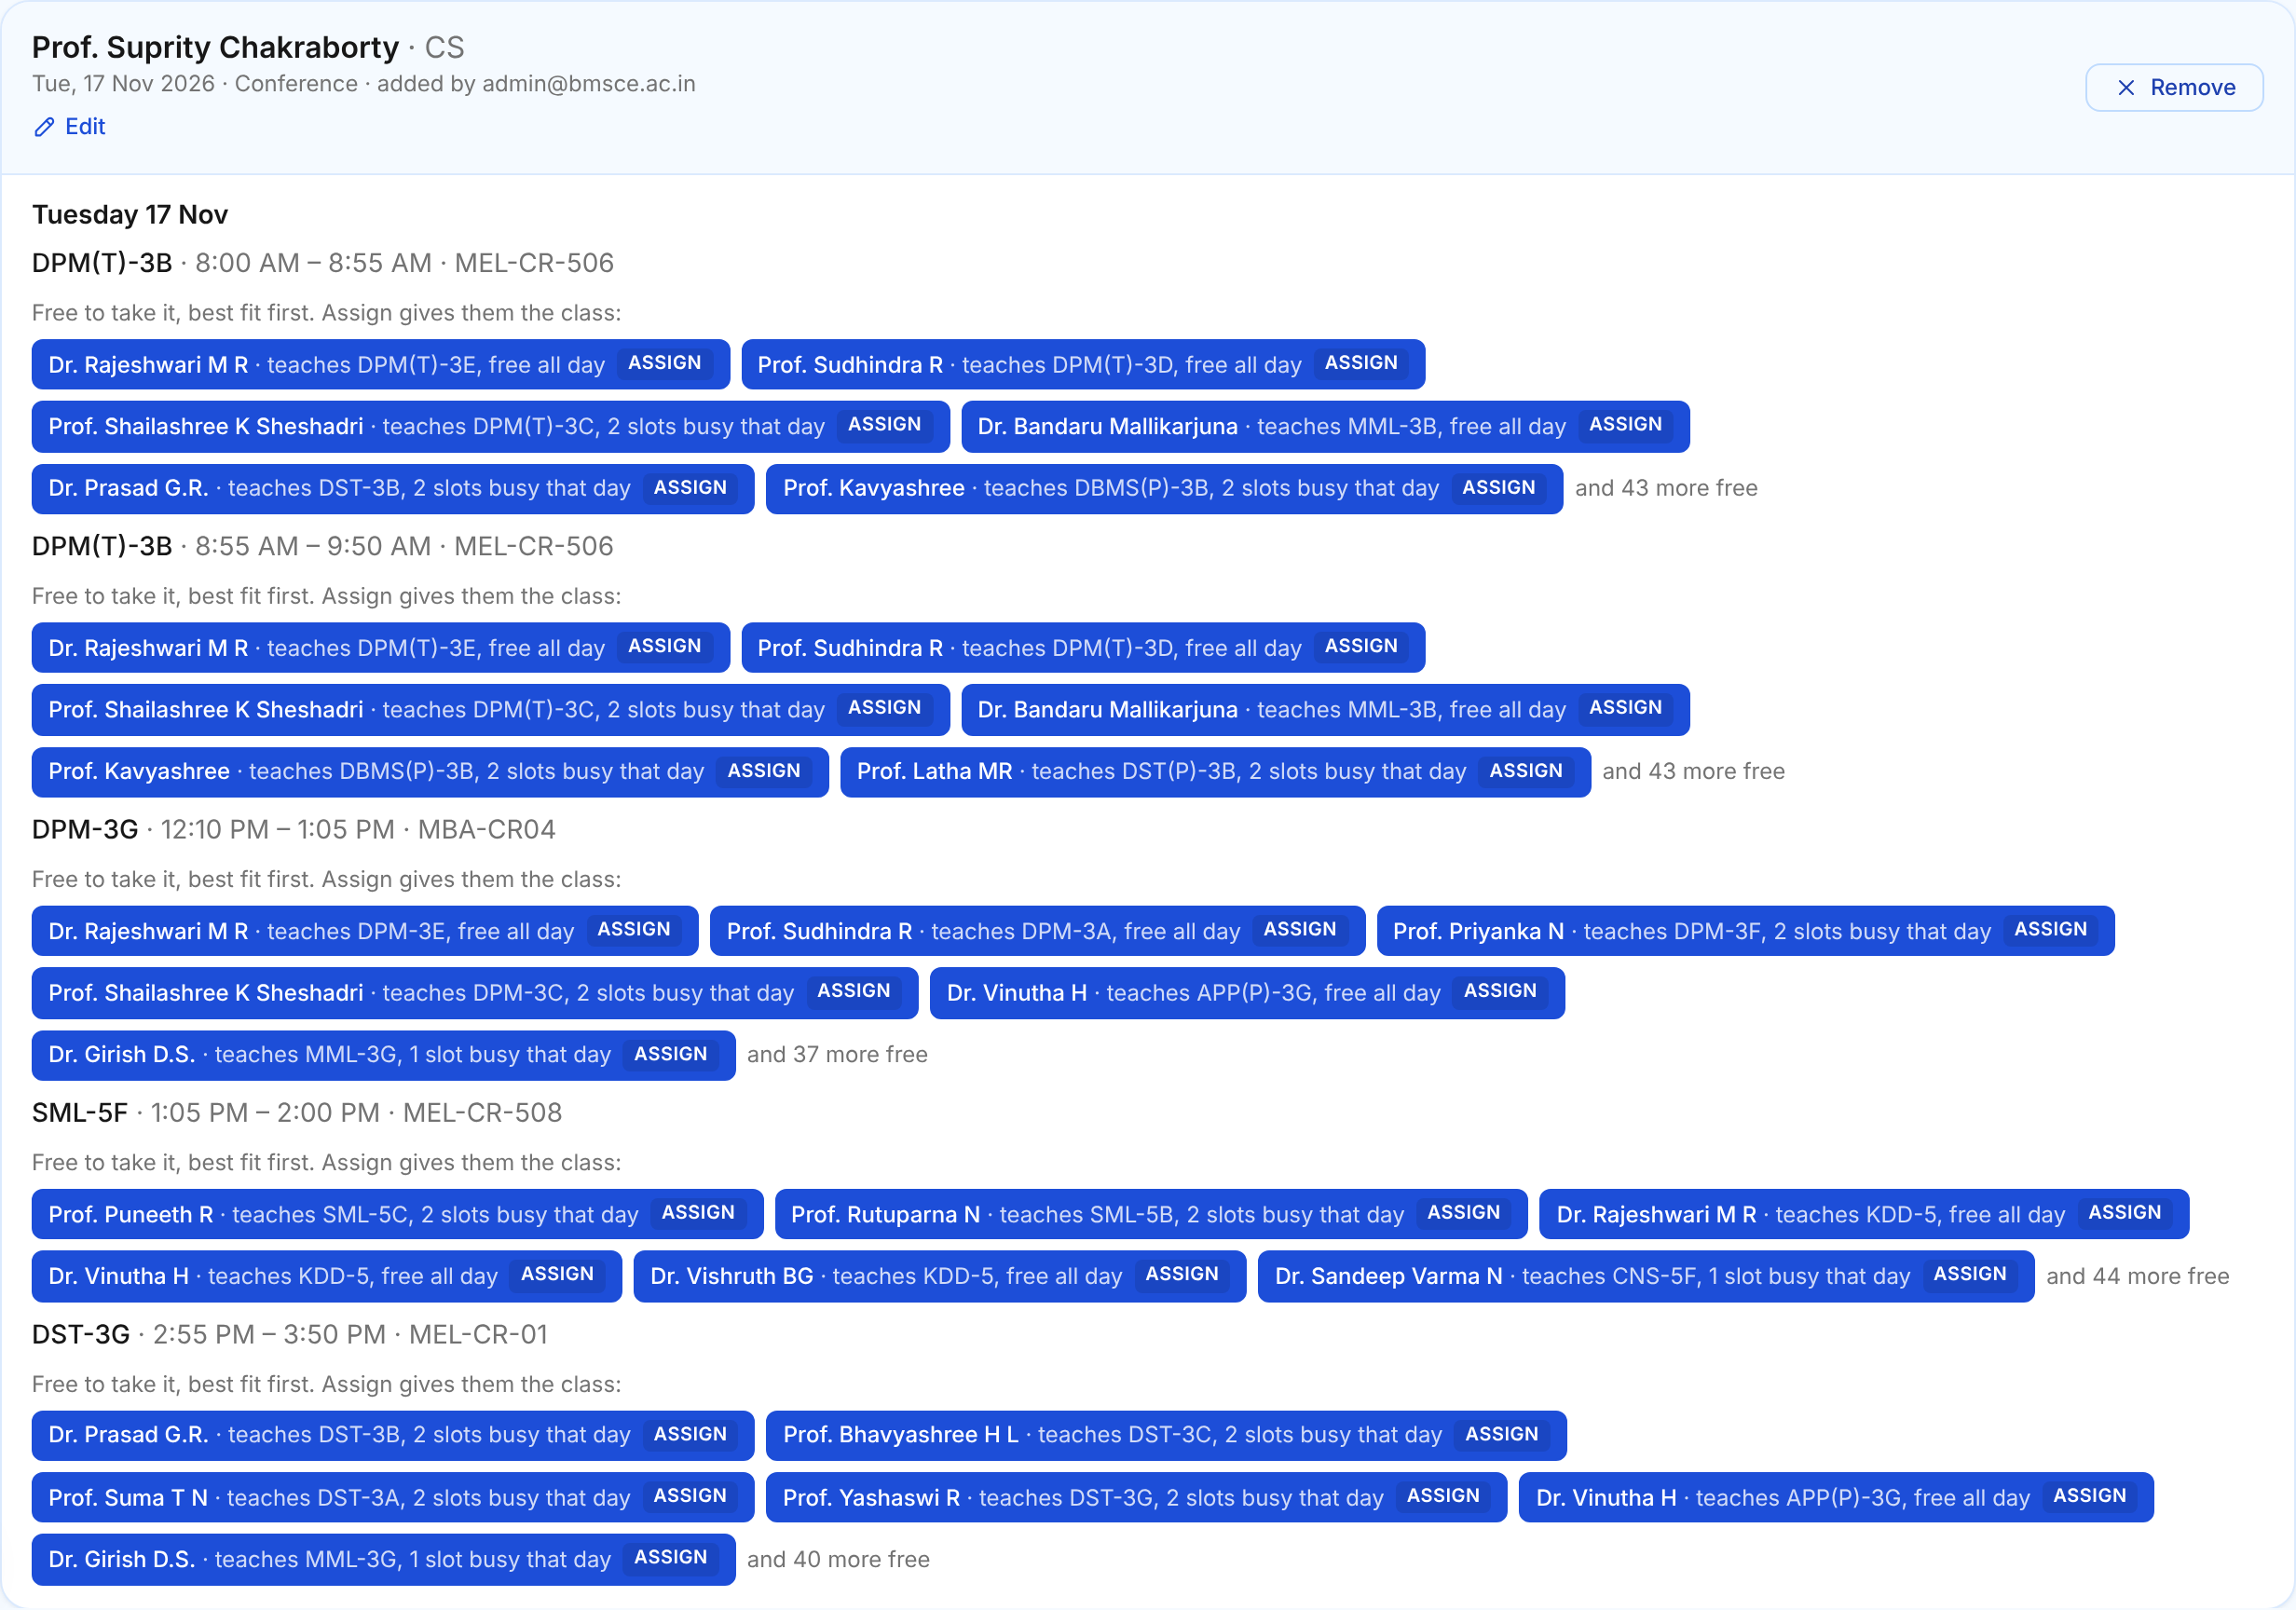 Prof. Suprity Chakraborty · CS
Tue, 17 Nov 2026 · Conference · added by admin@bmsce.ac.in
Edit
Remove
Tuesday 17 Nov
DPM(T)-3B · 8:00 AM – 8:55 AM · MEL-CR-506
Free to take it, best fit first. Assign gives them the class:
Dr. Rajeshwari M R · teaches DPM(T)-3E, free all day ASSIGN Prof. Sudhindra R · teaches DPM(T)-3D, free all day ASSIGN
Prof. Shailashree K Sheshadri · teaches DPM(T)-3C, 2 slots busy that day ASSIGN Dr. Bandaru Mallikarjuna · teaches MML-3B, free all day ASSIGN
Dr. Prasad G.R. · teaches DST-3B, 2 slots busy that day ASSIGN Prof. Kavyashree · teaches DBMS(P)-3B, 2 slots busy that day ASSIGN and 43 more free
DPM(T)-3B · 8:55 AM – 9:50 AM · MEL-CR-506
Free to take it, best fit first. Assign gives them the class:
Dr. Rajeshwari M R · teaches DPM(T)-3E, free all day ASSIGN Prof. Sudhindra R · teaches DPM(T)-3D, free all day ASSIGN
Prof. Shailashree K Sheshadri · teaches DPM(T)-3C, 2 slots busy that day ASSIGN Dr. Bandaru Mallikarjuna · teaches MML-3B, free all day ASSIGN
Prof. Kavyashree · teaches DBMS(P)-3B, 2 slots busy that day ASSIGN Prof. Latha MR · teaches DST(P)-3B, 2 slots busy that day ASSIGN and 43 more free
DPM-3G · 12:10 PM – 1:05 PM · MBA-CR04
Free to take it, best fit first. Assign gives them the class:
Dr. Rajeshwari M R · teaches DPM-3E, free all day ASSIGN Prof. Sudhindra R · teaches DPM-3A, free all day ASSIGN Prof. Priyanka N · teaches DPM-3F, 2 slots busy that day ASSIGN
Prof. Shailashree K Sheshadri · teaches DPM-3C, 2 slots busy that day ASSIGN Dr. Vinutha H · teaches APP(P)-3G, free all day ASSIGN
Dr. Girish D.S. · teaches MML-3G, 1 slot busy that day ASSIGN and 37 more free
SML-5F · 1:05 PM – 2:00 PM · MEL-CR-508
Free to take it, best fit first. Assign gives them the class:
Prof. Puneeth R · teaches SML-5C, 2 slots busy that day ASSIGN Prof. Rutuparna N · teaches SML-5B, 2 slots busy that day ASSIGN Dr. Rajeshwari M R · teaches KDD-5, free all day ASSIGN
Dr. Vinutha H · teaches KDD-5, free all day ASSIGN Dr. Vishruth BG · teaches KDD-5, free all day ASSIGN Dr. Sandeep Varma N · teaches CNS-5F, 1 slot busy that day ASSIGN and 44 more free
DST-3G · 2:55 PM – 3:50 PM · MEL-CR-01
Free to take it, best fit first. Assign gives them the class:
Dr. Prasad G.R. · teaches DST-3B, 2 slots busy that day ASSIGN Prof. Bhavyashree H L · teaches DST-3C, 2 slots busy that day ASSIGN
Prof. Suma T N · teaches DST-3A, 2 slots busy that day ASSIGN Prof. Yashaswi R · teaches DST-3G, 2 slots busy that day ASSIGN Dr. Vinutha H · teaches APP(P)-3G, free all day ASSIGN
Dr. Girish D.S. · teaches MML-3G, 1 slot busy that day ASSIGN and 40 more free